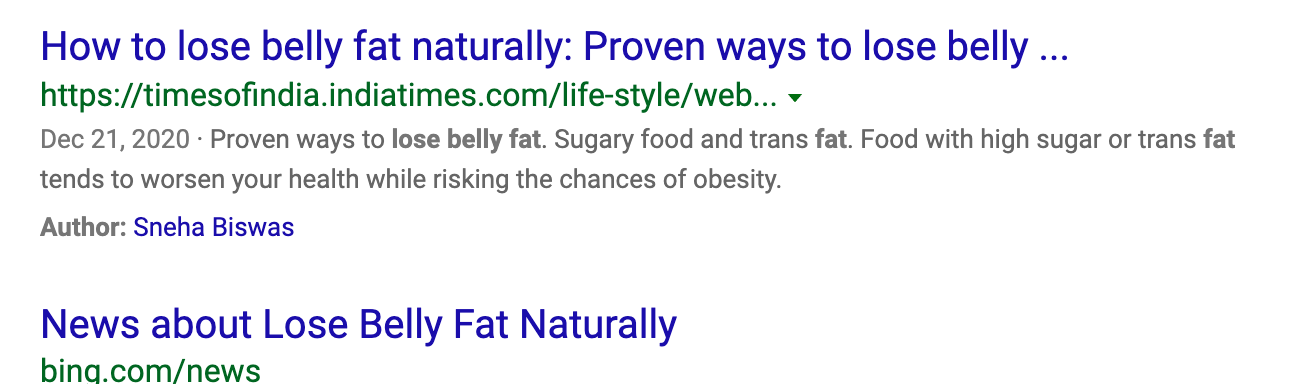 How to lose belly fat naturally: Proven ways to lose belly ...
https://timesofindia.indiatimes.com/life-style/web...
Dec 21, 2020 · Proven ways to lose belly fat. Sugary food and trans fat. Food with high sugar or trans fat
tends to worsen your health while risking the chances of obesity.
Author: Sneha Biswas
News about Lose Belly Fat Naturally
bing.com/news